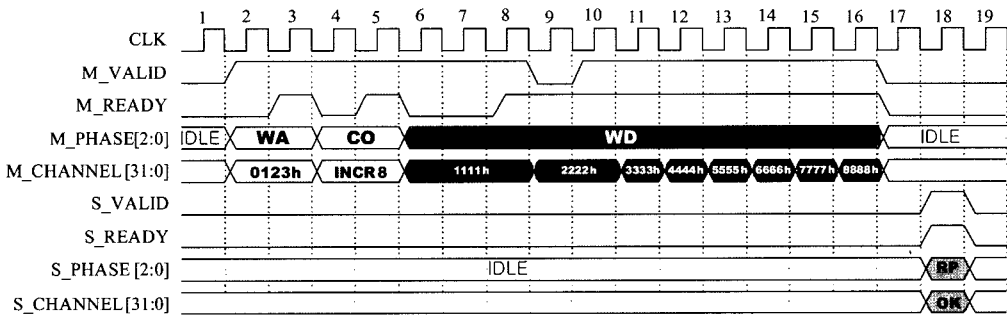 1 2 3 4 5 6 7 8 9 10 11 12 13 14 15 16 17 18 19
CLK
M_VALID
M_READY
M_PHASE[2:0] IDLE WA CO WD IDLE
M_CHANNEL [31:0] 0123h INCR8 1111h 2222h 3333h 4444h 5555h 6666h 7777h 8888h
S_VALID
S_READY
S_PHASE [2:0] IDLE RP
S_CHANNEL[31:0] OK